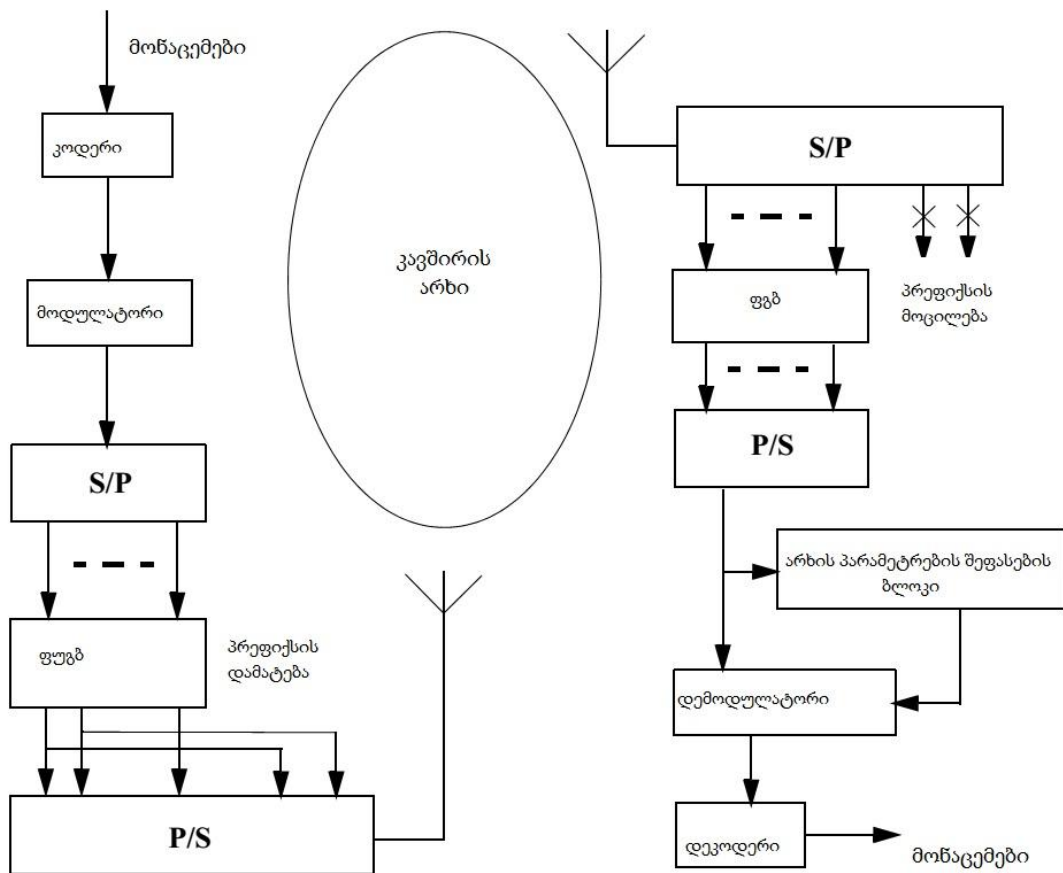 მონაცემები
კოდერი
მოდულატორი
S/P
ფუგბ
პრეფიქსის
დამატება
P/S
კავშირის
არხი
S/P
პრეფიქსის
მოცილება
ფგბ
P/S
არხის პარამეტრების შეფასების
ბლოკი
დემოდულატორი
დეკოდერი
მონაცემები